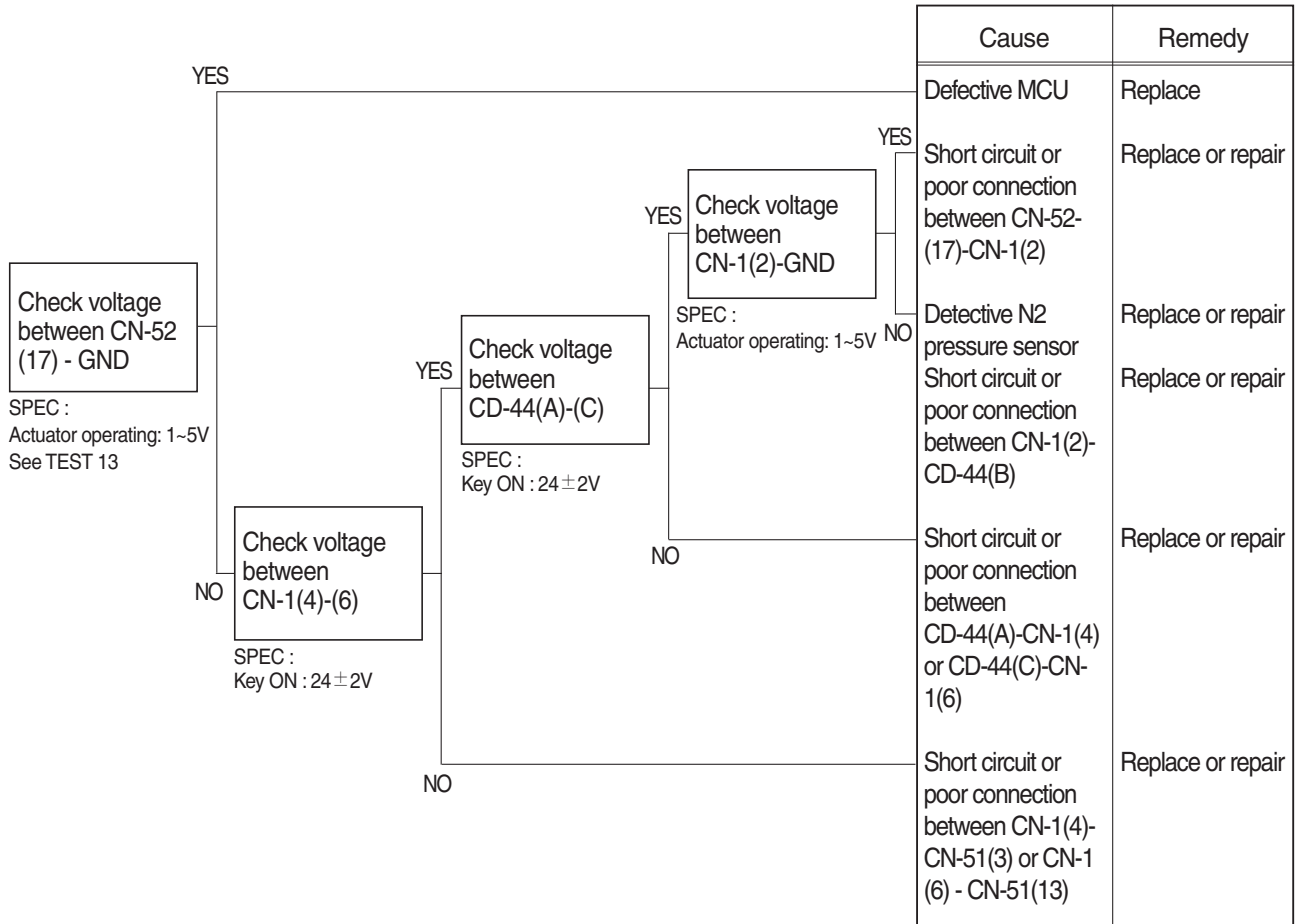 Cause
Remedy
YES
Defective MCU
Replace
YES
Short circuit or
poor connection
between CN-52-
(17)-CN-1(2)
Replace or repair
YES
Check voltage
between
CN-1(2)-GND
SPEC :
Actuator operating: 1~5V
NO
Detective N2
pressure sensor
Replace or repair
Short circuit or
poor connection
between CN-1(2)-
CD-44(B)
Replace or repair
Check voltage
between CN-52
(17) - GND
SPEC :
Actuator operating: 1~5V
See TEST 13
YES
Check voltage
between
CD-44(A)-(C)
SPEC :
Key ON : 24±2V
NO
Short circuit or
poor connection
between
CD-44(A)-CN-1(4)
or CD-44(C)-CN-
1(6)
Replace or repair
NO
Check voltage
between
CN-1(4)-(6)
SPEC :
Key ON : 24±2V
NO
Short circuit or
poor connection
between CN-1(4)-
CN-51(3) or CN-1
(6) - CN-51(13)
Replace or repair